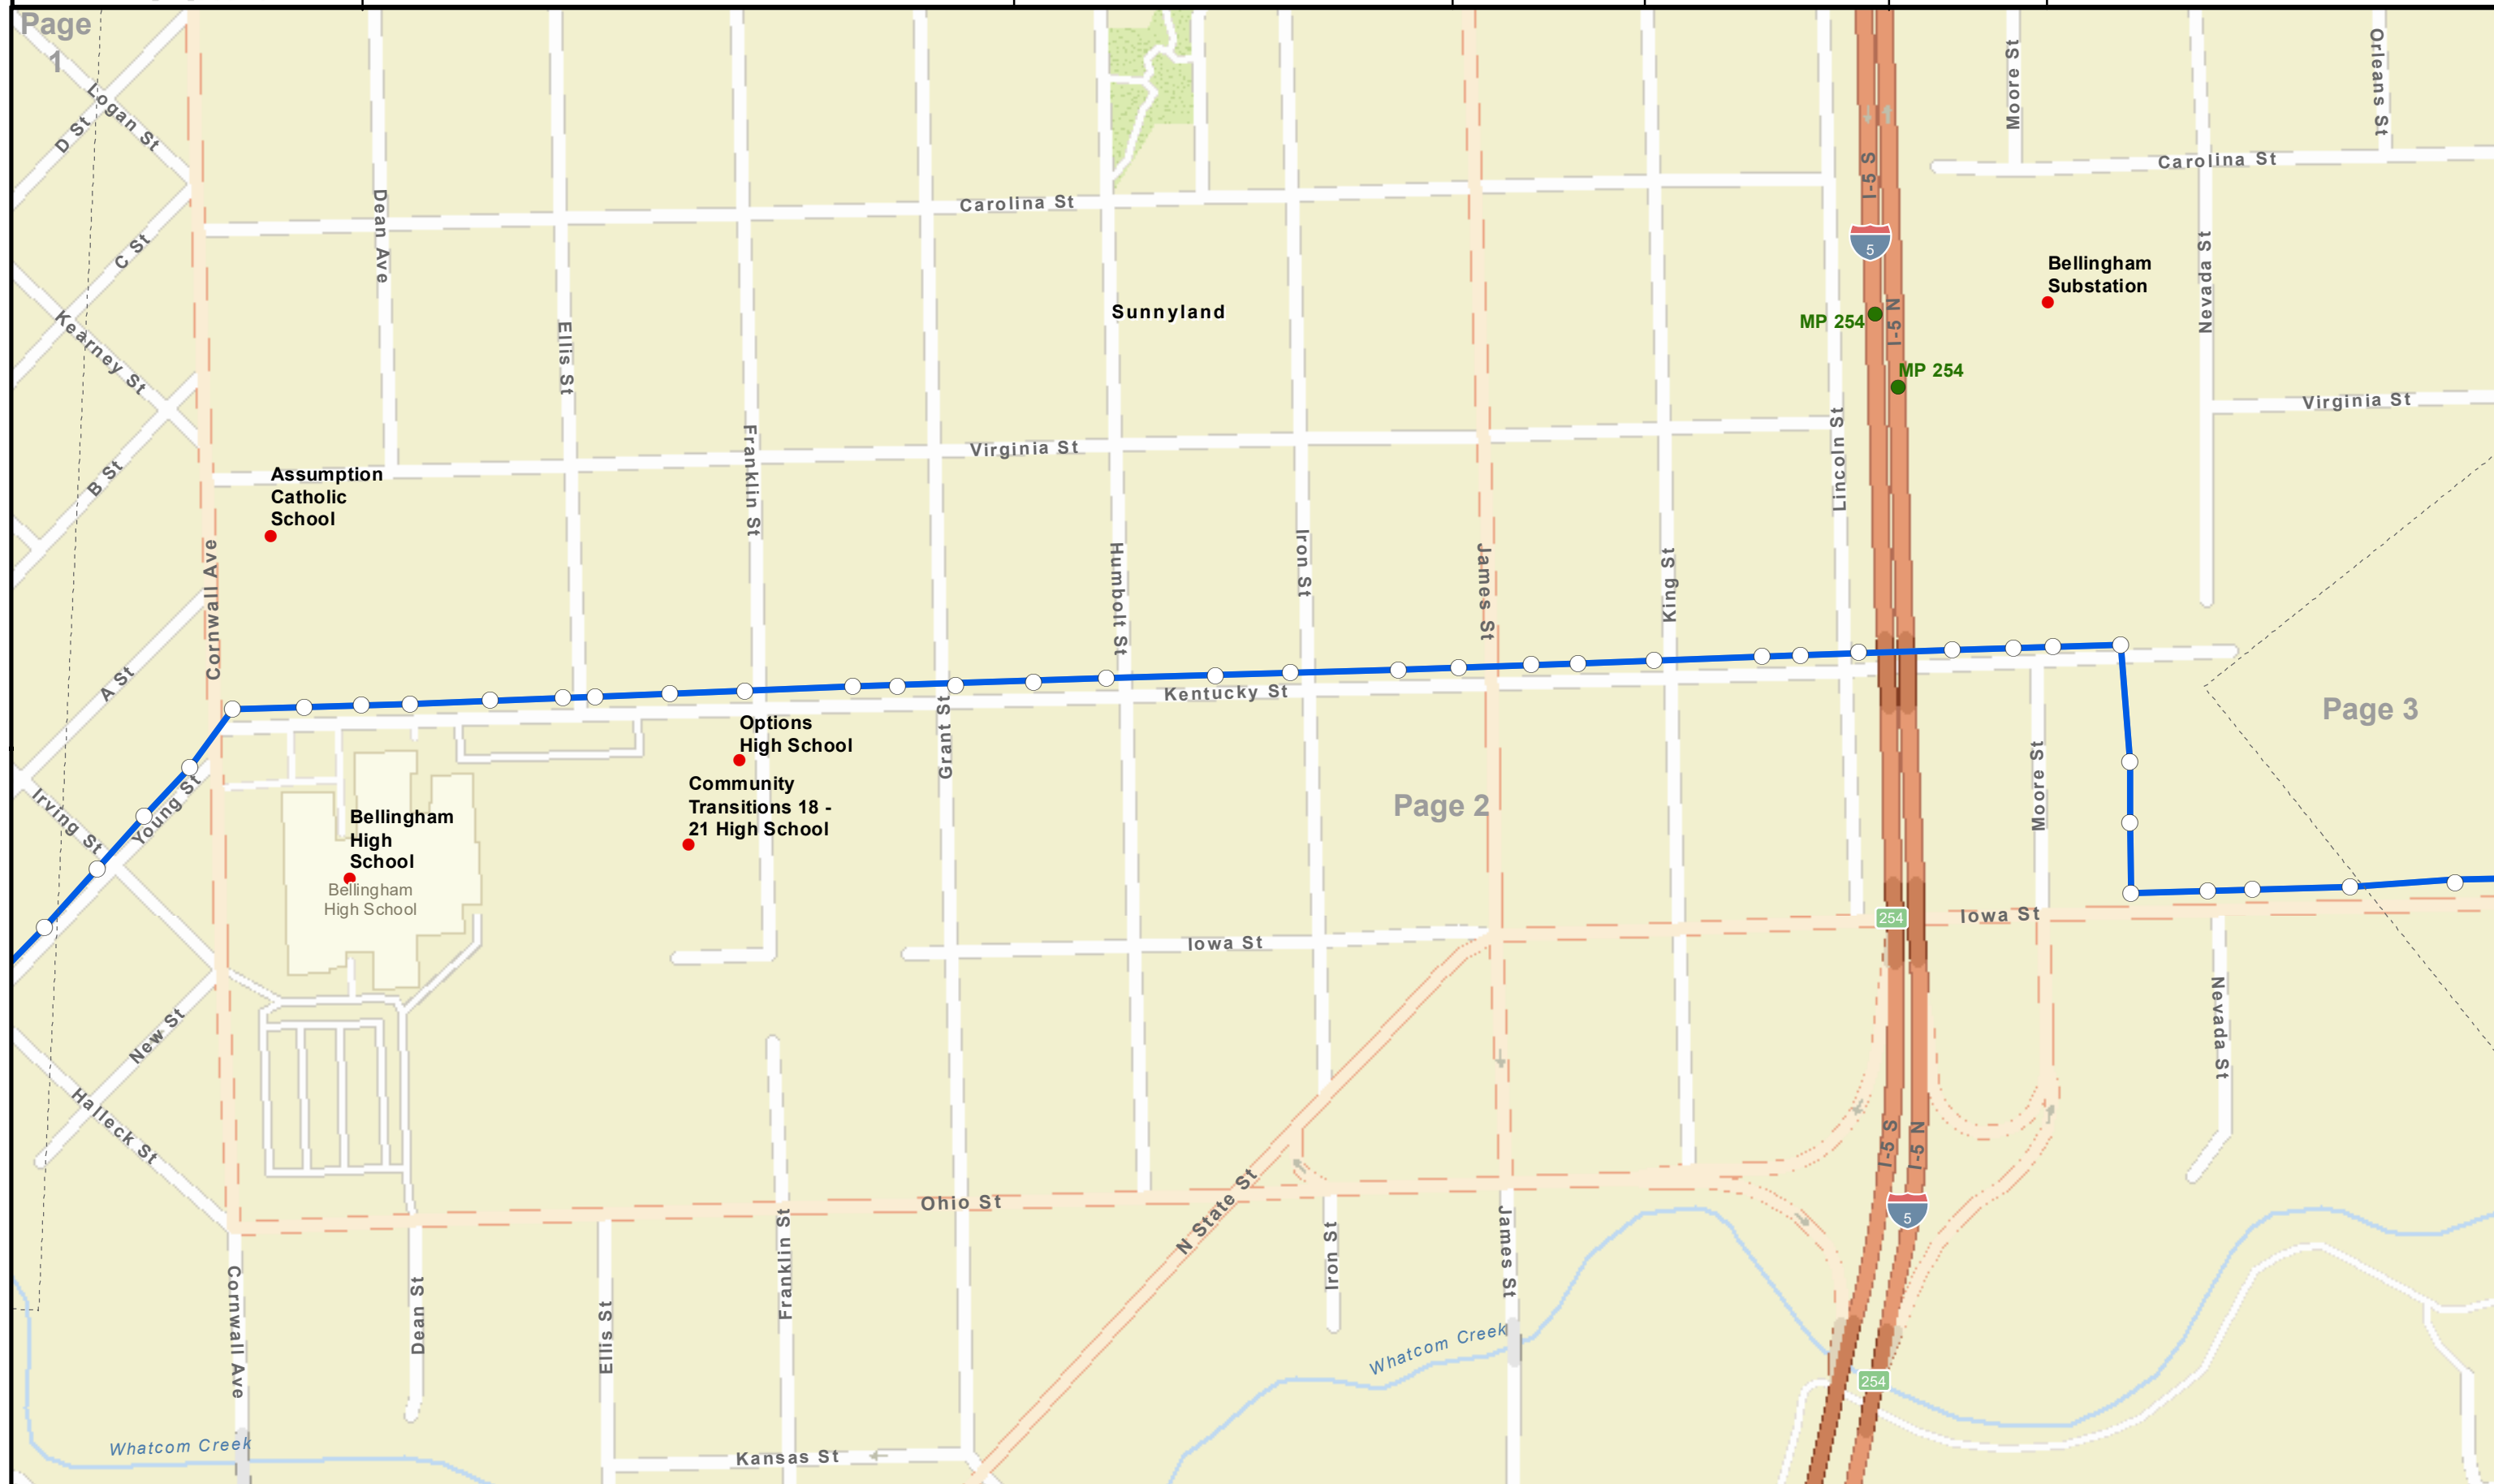 Page
1
Logan St
D St
C St
Kearney St
B St
A St
Irving St
Young St
New St
Halleck St
Cornwall Ave
Dean Ave
Ellis St
Franklin St
Carolina St
Sunnyland
Virginia St
Humbolt St
Iron St
James St
King St
Lincoln St
I-5 S
5
I-5 N
MP 254
MP 254
Moore St
Orleans St
Carolina St
Nevada St
Bellingham
Substation
Virginia St
Assumption
Catholic
School
Kentucky St
Grant St
Options
High School
Community
Transitions 18 -
21 High School
Bellingham
High
School
Bellingham
High School
Page 2
Page 3
Moore St
Iowa St
254
Iowa St
Nevada St
I-5 S
I-5 N
5
Ohio St
N State St
Cornwall Ave
Dean St
Ellis St
Franklin St
Iron St
James St
Whatcom Creek
254
Whatcom Creek
Kansas St